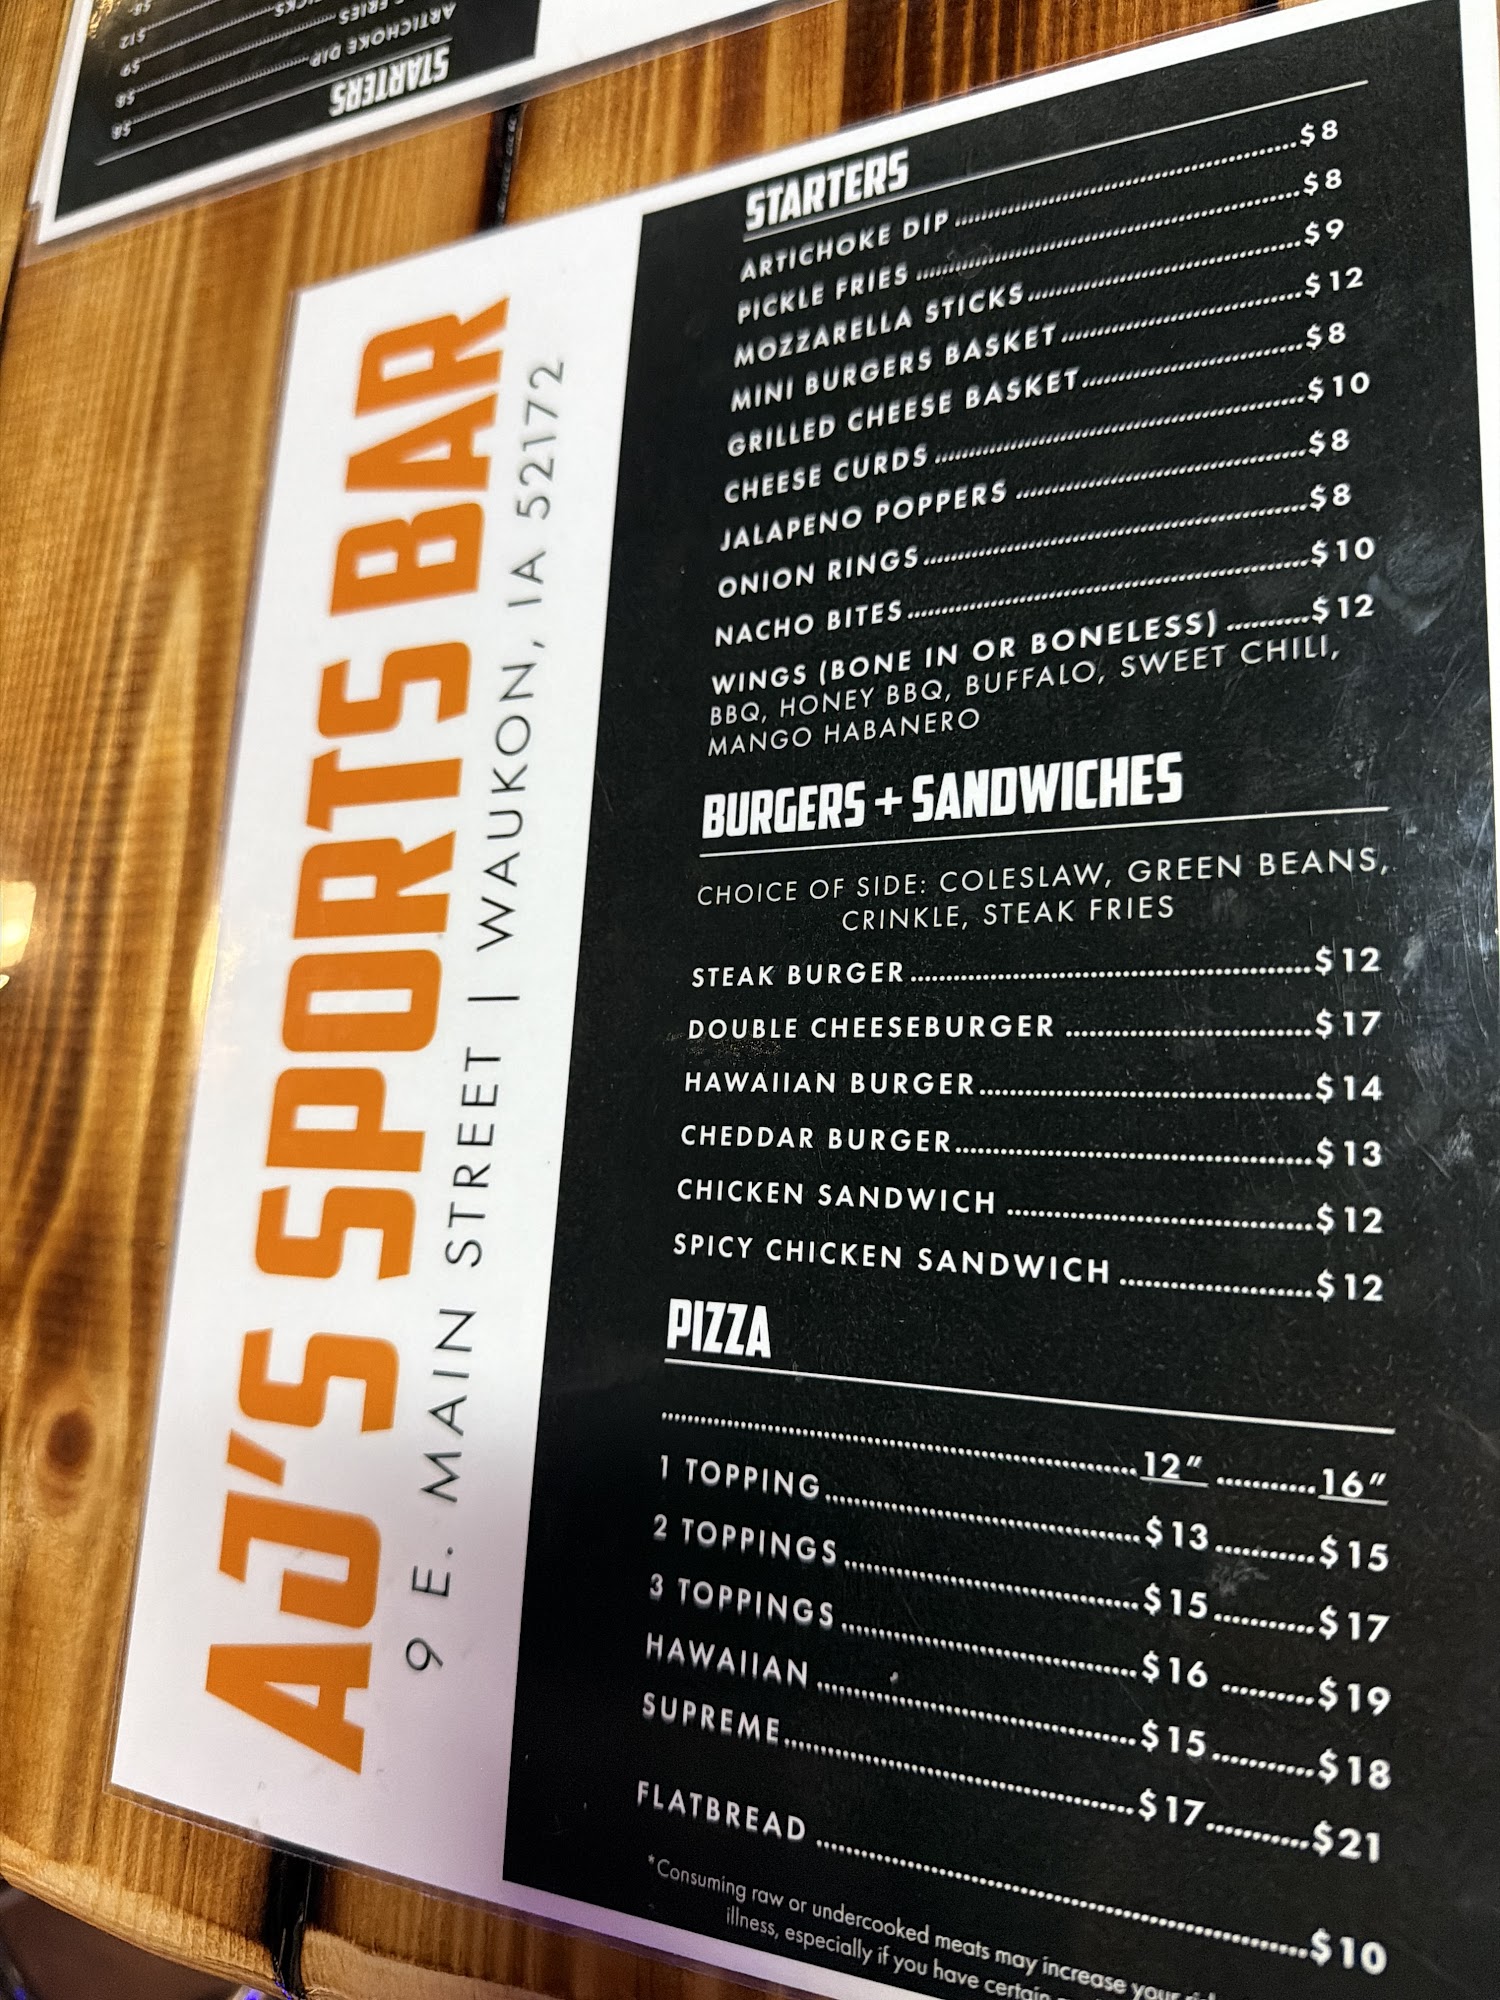 STARTERS
ARTICHOKE DIP $8
$8
$9
$12
AJ'S SPORTS BAR
9 E. MAIN STREET | WAUKON, IA 52172
STARTERS
ARTICHOKE DIP $8
PICKLE FRIES $8
MOZZARELLA STICKS $9
MINI BURGERS BASKET $12
GRILLED CHEESE BASKET $8
CHEESE CURDS $10
JALAPENO POPPERS $8
ONION RINGS $8
NACHO BITES $10
WINGS (BONE IN OR BONELESS) $12
BBQ, HONEY BBQ, BUFFALO, SWEET CHILI,
MANGO HABANERO
BURGERS + SANDWICHES
CHOICE OF SIDE: COLESLAW, GREEN BEANS,
CRINKLE, STEAK FRIES
STEAK BURGER $12
DOUBLE CHEESEBURGER $17
HAWAIIAN BURGER $14
CHEDDAR BURGER $13
CHICKEN SANDWICH $12
SPICY CHICKEN SANDWICH $12
PIZZA
12" 16"
1 TOPPING $13 $15
2 TOPPINGS $15 $17
3 TOPPINGS $16 $19
HAWAIIAN $15 $18
SUPREME $17 $21
FLATBREAD $10
*Consuming raw or undercooked meats may increase your
illness, especially if you have certain